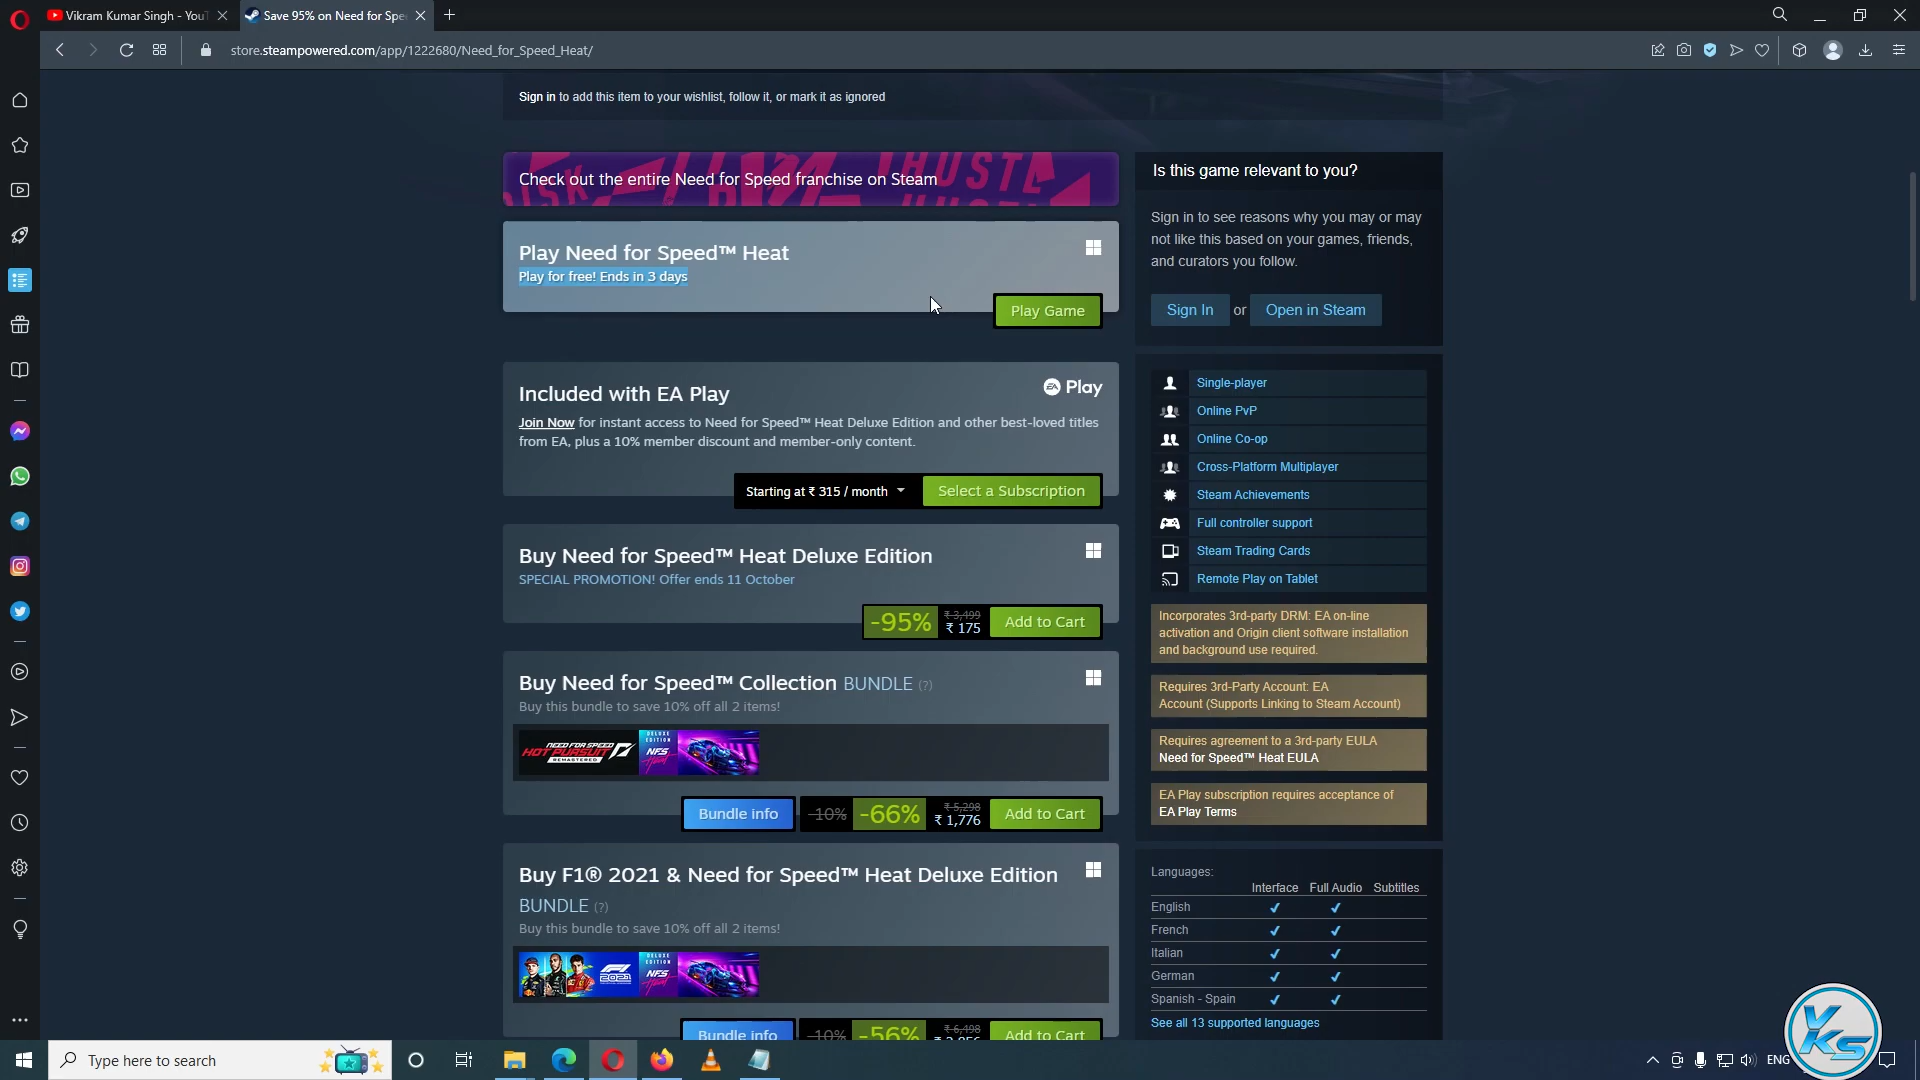 Vikram Kumar Singh - YouT
Save 95% on Need for Spe
store.steampowered.com/app/1222680/Need_for_Speed_Heat/
Sign in to add this item to your wishlist, follow it, or mark it as ignored
Check out the entire Need for Speed franchise on Steam
Play Need for Speed™ Heat
Play for free! Ends in 3 days
Play Game
Included with EA Play
EA Play
Join Now for instant access to Need for Speed™ Heat Deluxe Edition and other best-loved titles
from EA, plus a 10% member discount and member-only content.
Starting at ₹ 315 / month
Select a Subscription
Buy Need for Speed™ Heat Deluxe Edition
SPECIAL PROMOTION! Offer ends 11 October
-95%
₹ 3,499
₹ 175
Add to Cart
Buy Need for Speed™ Collection BUNDLE (?)
Buy this bundle to save 10% off all 2 items!
NEED FOR SPEED
HOT PURSUIT
REMASTERED
DELUXE
EDITION
NFS
Heat
Bundle info
-10%
-66%
₹ 5,298
₹ 1,776
Add to Cart
Buy F1® 2021 & Need for Speed™ Heat Deluxe Edition
BUNDLE (?)
Buy this bundle to save 10% off all 2 items!
F1
2021
DELUXE
EDITION
NFS
Heat
Bundle info
-10%
-56%
₹ 6,498
Add to Cart
Is this game relevant to you?
Sign in to see reasons why you may or may
not like this based on your games, friends,
and curators you follow.
Sign In or Open in Steam
Single-player
Online PvP
Online Co-op
Cross-Platform Multiplayer
Steam Achievements
Full controller support
Steam Trading Cards
Remote Play on Tablet
Incorporates 3rd-party DRM: EA on-line
activation and Origin client software installation
and background use required.
Requires 3rd-Party Account: EA
Account (Supports Linking to Steam Account)
Requires agreement to a 3rd-party EULA
Need for Speed™ Heat EULA
EA Play subscription requires acceptance of
EA Play Terms
Languages:
Interface Full Audio Subtitles
English ✔ ✔
French ✔ ✔
Italian ✔ ✔
German ✔ ✔
Spanish - Spain ✔ ✔
See all 13 supported languages
VKS
Type here to search
ENG